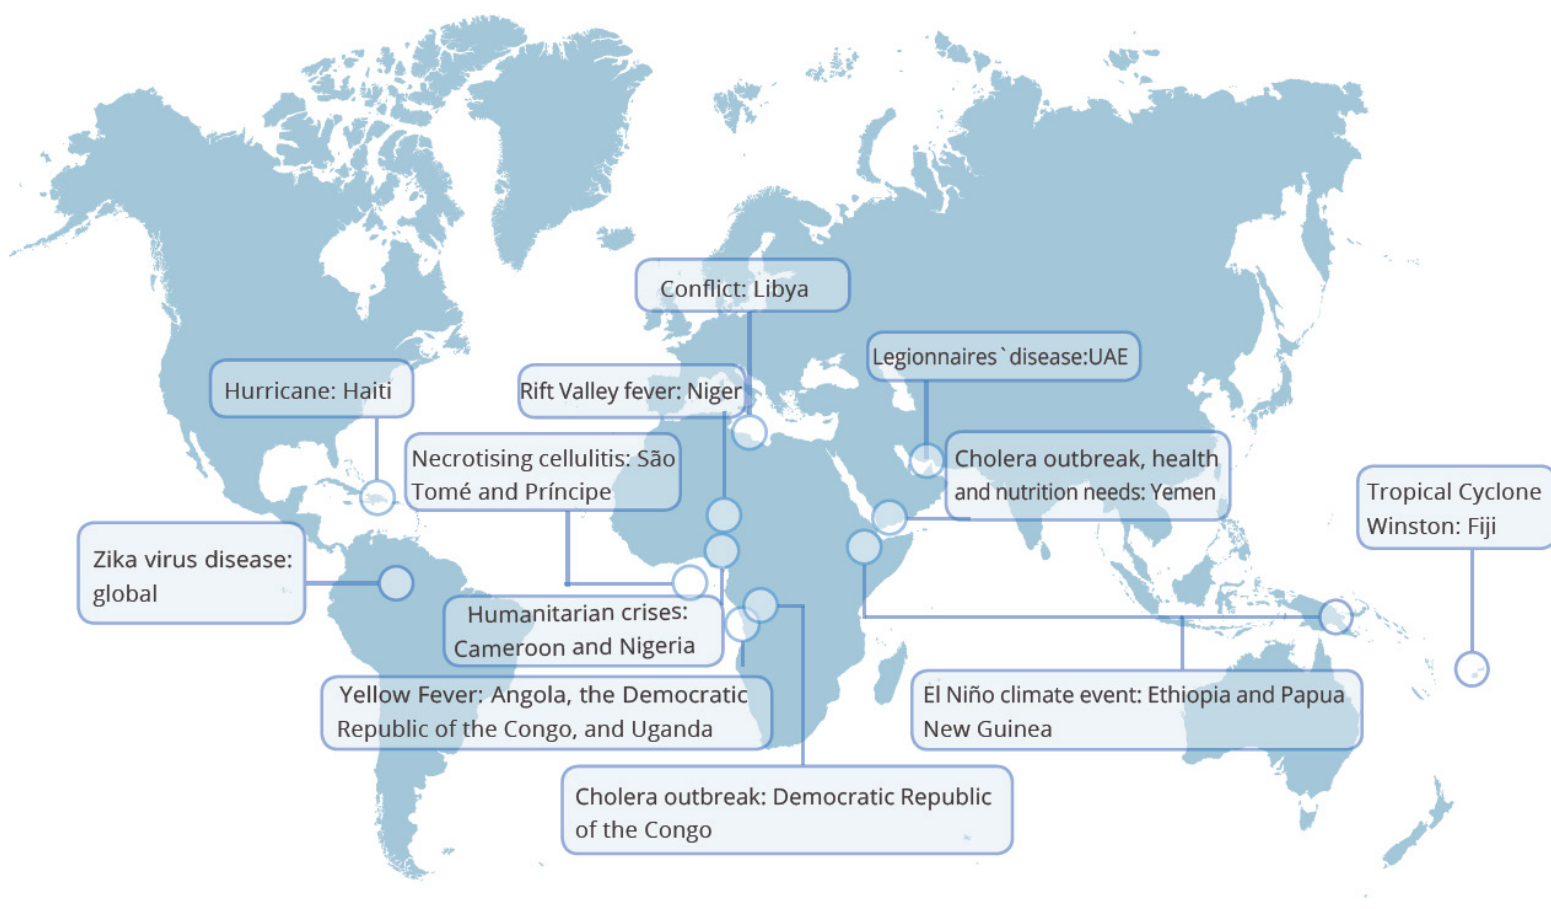 Conflict: Libya
Legionnaires`disease:UAE
Hurricane: Haiti
Rift Valley fever: Niger
Necrotising cellulitis: São
Tomé and Príncipe
Cholera outbreak, health
and nutrition needs: Yemen
Tropical Cyclone
Winston: Fiji
Zika virus disease:
global
Humanitarian crises:
Cameroon and Nigeria
Yellow Fever: Angola, the Democratic
Republic of the Congo, and Uganda
El Niño climate event: Ethiopia and Papua
New Guinea
Cholera outbreak: Democratic Republic
of the Congo